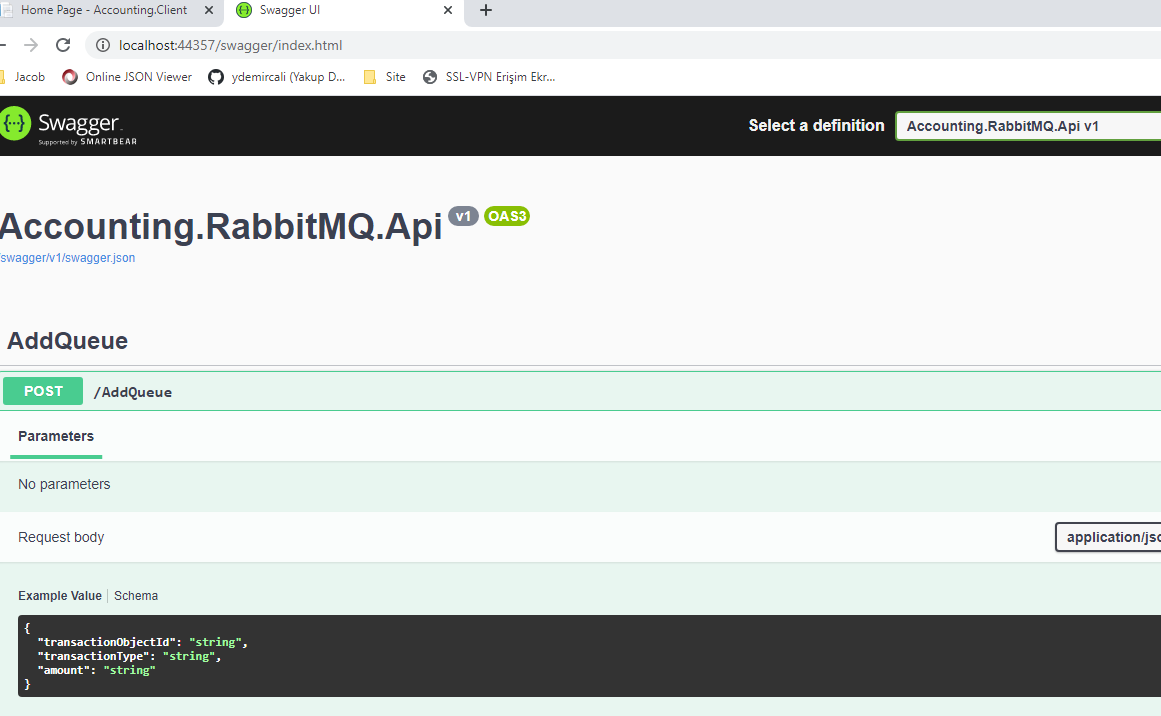 Home Page - Accounting.Client Swagger UI
localhost:44357/swagger/index.html
Jacob Online JSON Viewer ydemircali (Yakup D... Site SSL-VPN Erişim Ekr...
{...} Swagger
Supported by SMARTBEAR
Select a definition Accounting.RabbitMQ.Api v1
Accounting.RabbitMQ.Api v1 OAS3
/swagger/v1/swagger.json
AddQueue
POST /AddQueue
Parameters
No parameters
Request body application/jso
Example Value Schema
{
"transactionObjectId": "string",
"transactionType": "string",
"amount": "string"
}